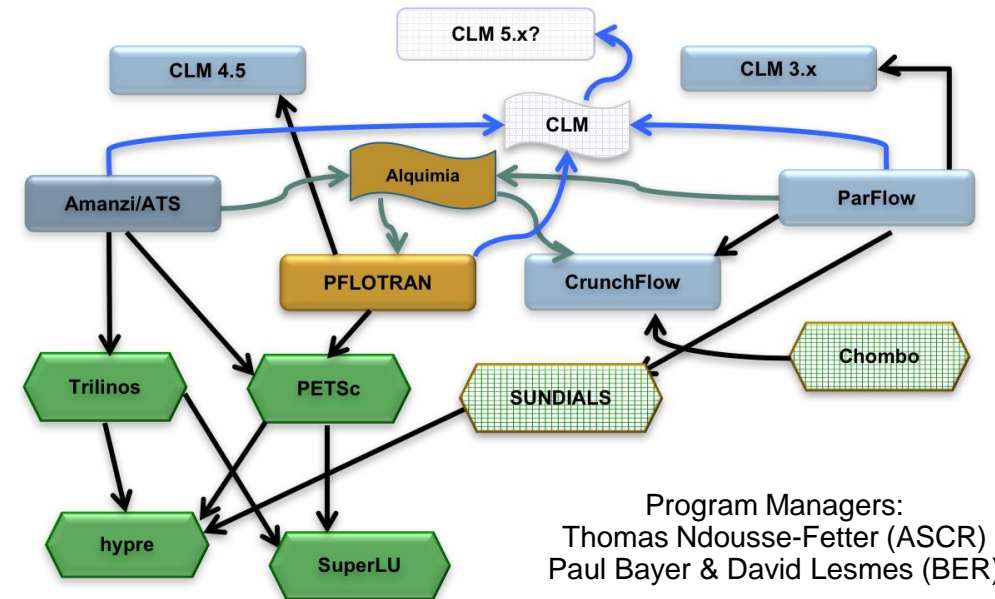 CLM 5.x?
CLM 4.5
CLM 3.x
CLM
Alquimia
Amanzi/ATS
ParFlow
PFLOTRAN
CrunchFlow
Chombo
Trilinos
PETSc
SUNDIALS
hypre
SuperLU
Program Managers:
Thomas Ndousse-Fetter (ASCR)
Paul Bayer & David Lesmes (BER)